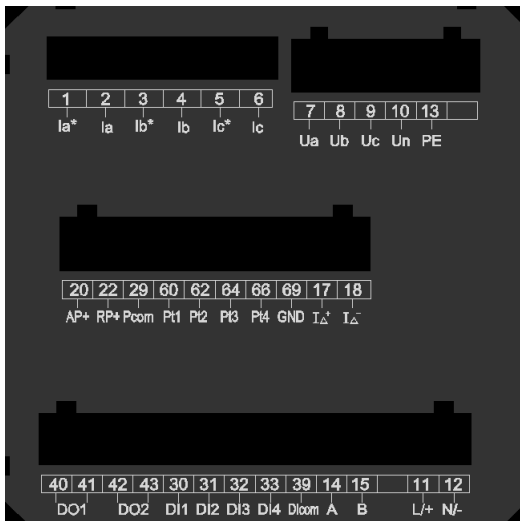 1 2 3 4 5 6
Ia* Ia Ib* Ib Ic* Ic
7 8 9 10 13
Ua Ub Uc Un PE
20 22 29 60 62 64 66 69 17 18
AP+ RP+ Pcom Pt1 Pt2 Pt3 Pt4 GND I△+ I△-
40 41 42 43 30 31 32 33 39 14 15 11 12
DO1 DO2 DI1 DI2 DI3 DI4 DIcom A B L/+ N/-